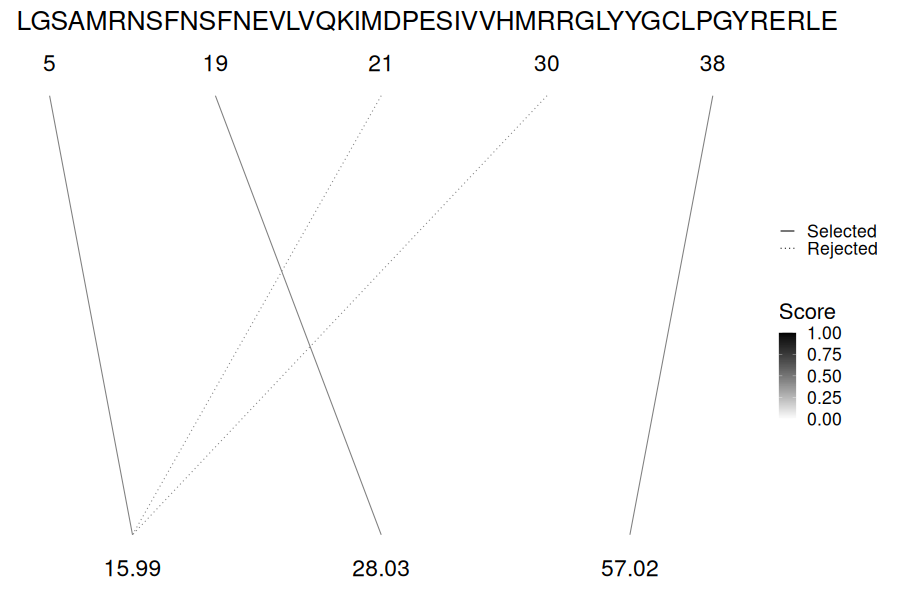 LGSAMRNSFNSFNEVLVQKIMDPESIVVHMRRGLYYGCLPGYRERLE
5 19 21 30 38
Selected
Rejected
Score
1.00
0.75
0.50
0.25
0.00
15.99 28.03 57.02